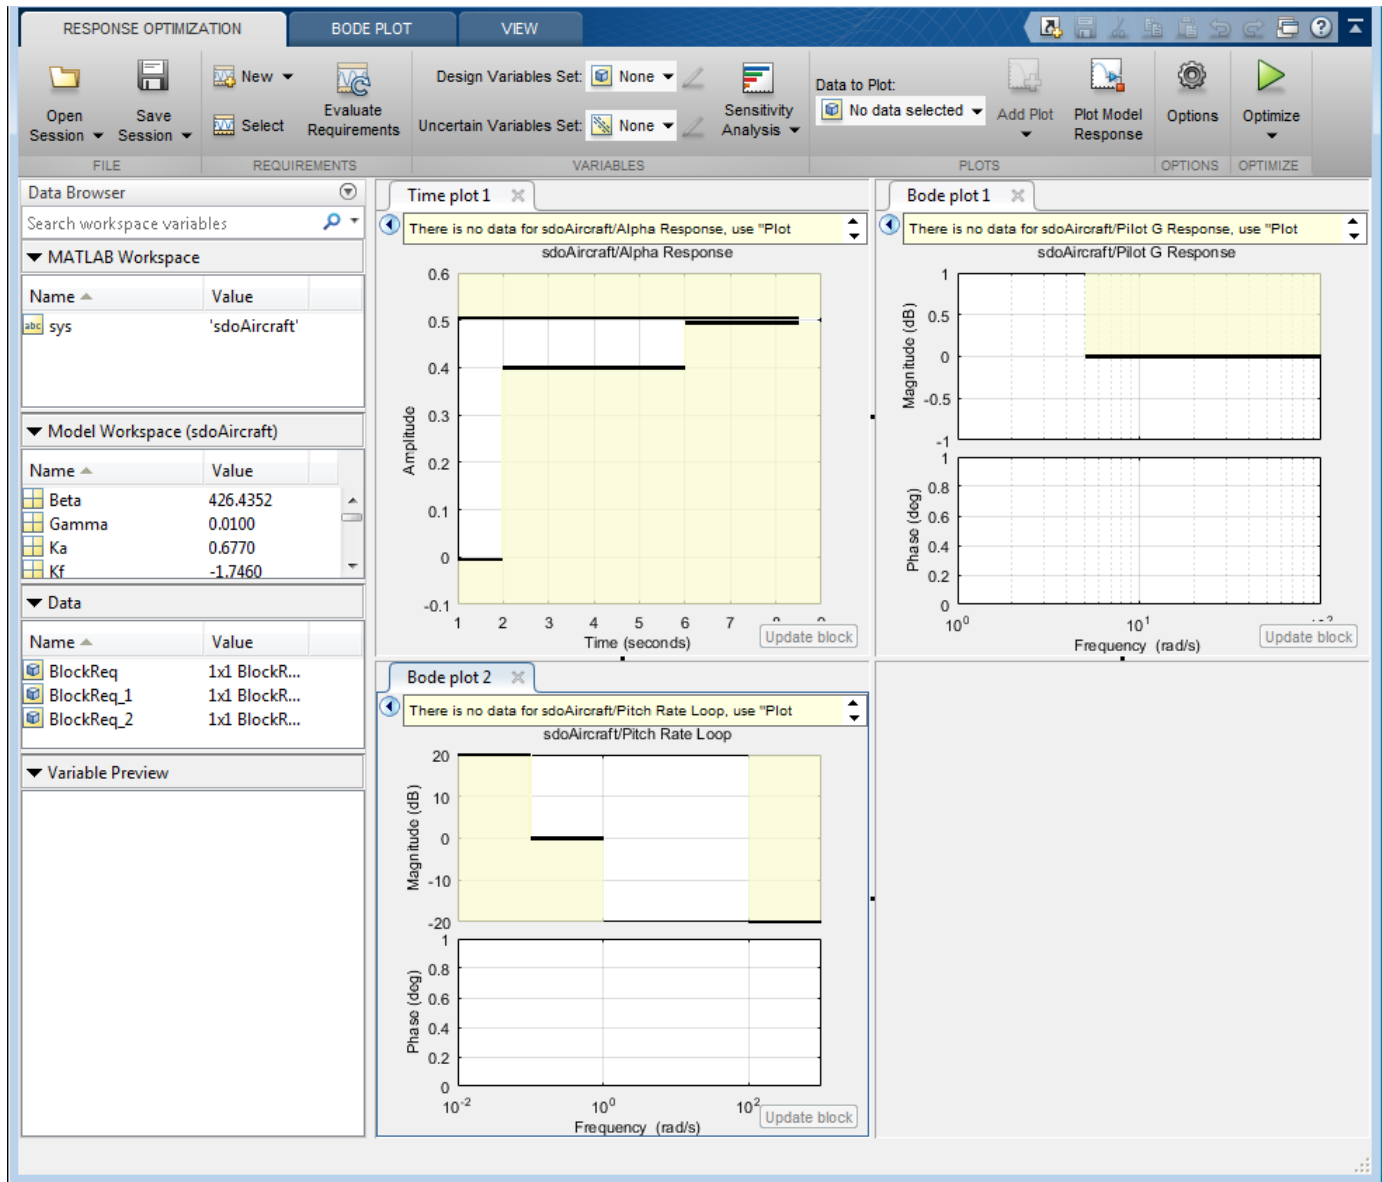 RESPONSE OPTIMIZATION BODE PLOT VIEW
Open Session
Save Session
New
Select
Evaluate Requirements
Design Variables Set: None
Uncertain Variables Set: None
Sensitivity Analysis
Data to Plot:
No data selected
Add Plot
Plot Model Response
Options
Optimize
FILE REQUIREMENTS VARIABLES PLOTS OPTIONS OPTIMIZE
Data Browser
Search workspace variables
MATLAB Workspace
Name Value
abc sys 'sdoAircraft'
Model Workspace (sdoAircraft)
Name Value
Beta 426.4352
Gamma 0.0100
Ka 0.6770
Kf -1.7460
Data
Name Value
BlockReq 1x1 BlockR...
BlockReq_1 1x1 BlockR...
BlockReq_2 1x1 BlockR...
Variable Preview
Time plot 1
There is no data for sdoAircraft/Alpha Response, use "Plot
sdoAircraft/Alpha Response
0.6
0.5
0.4
0.3
0.2
0.1
0
-0.1
Amplitude
1 2 3 4 5 6 7
Time (seconds)
Update block
Bode plot 1
There is no data for sdoAircraft/Pilot G Response, use "Plot
sdoAircraft/Pilot G Response
1
0.5
0
-0.5
-1
Magnitude (dB)
1
0.8
0.6
0.4
0.2
0
Phase (deg)
10^0 10^1
Frequency (rad/s)
Update block
Bode plot 2
There is no data for sdoAircraft/Pitch Rate Loop, use "Plot
sdoAircraft/Pitch Rate Loop
20
10
0
-10
-20
Magnitude (dB)
1
0.8
0.6
0.4
0.2
0
Phase (deg)
10^-2 10^0 10^2
Frequency (rad/s)
Update block